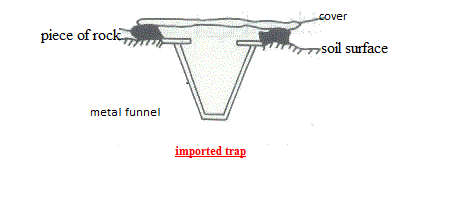 cover
piece of rock
soil surface
metal funnel
imported trap